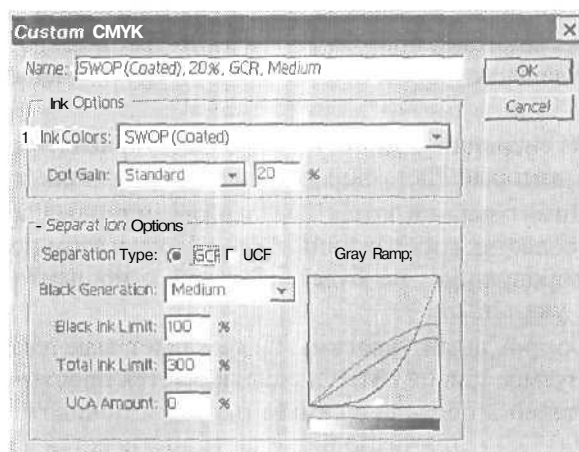 Custam CMYK
Name: SWOP (Coated), 20%, GCR, Medium
OK
Cancel
Ink Options
1 Ink Colors: SWOP (Coated)
Dot Gain: Standard 20 %
- Separation Options
Separation Type: GCR Γ UCF
Gray Ramp;
Black Generation: Medium
Black Ink Limit: 100 %
Total Ink Limit: 300 %
UCA Amount: 0 %